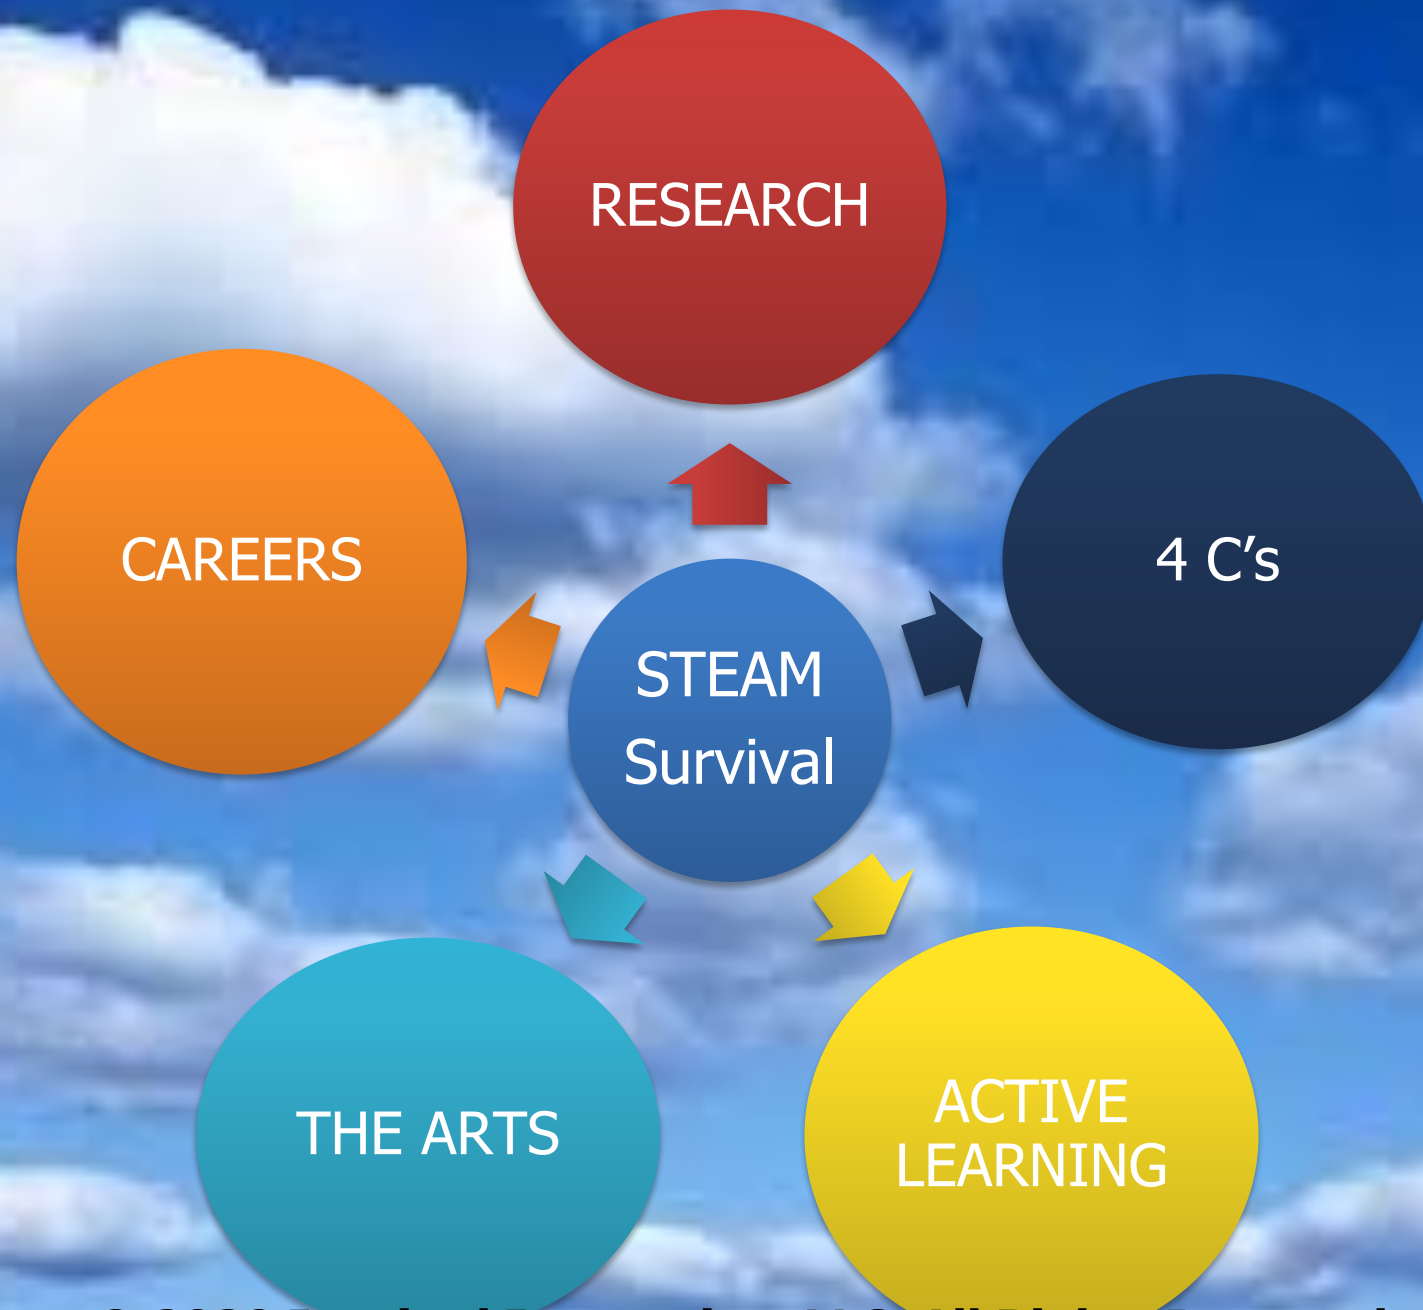 RESEARCH
CAREERS
4 C’s
STEAM
Survival
THE ARTS
ACTIVE
LEARNING